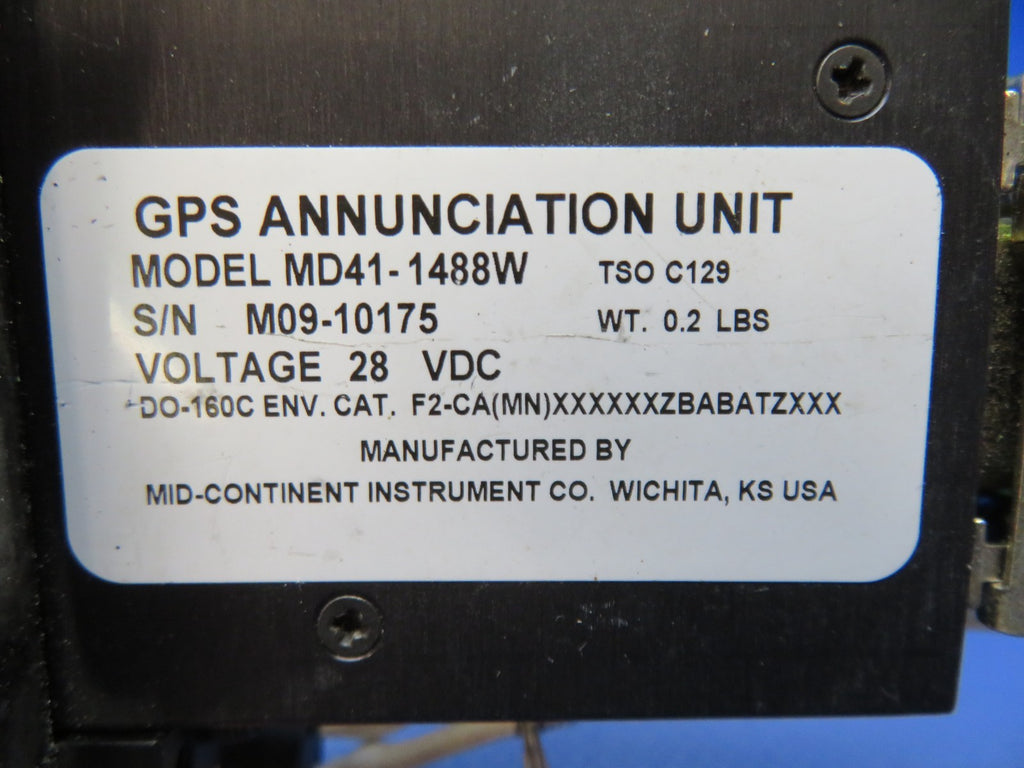 GPS ANNUNCIATION UNIT
MODEL MD41-1488W TSO C129
S/N M09-10175 WT. 0.2 LBS
VOLTAGE 28 VDC
DO-160C ENV. CAT. F2-CA(MN)XXXXXXZBABATZXXX
MANUFACTURED BY
MID-CONTINENT INSTRUMENT CO. WICHITA, KS USA